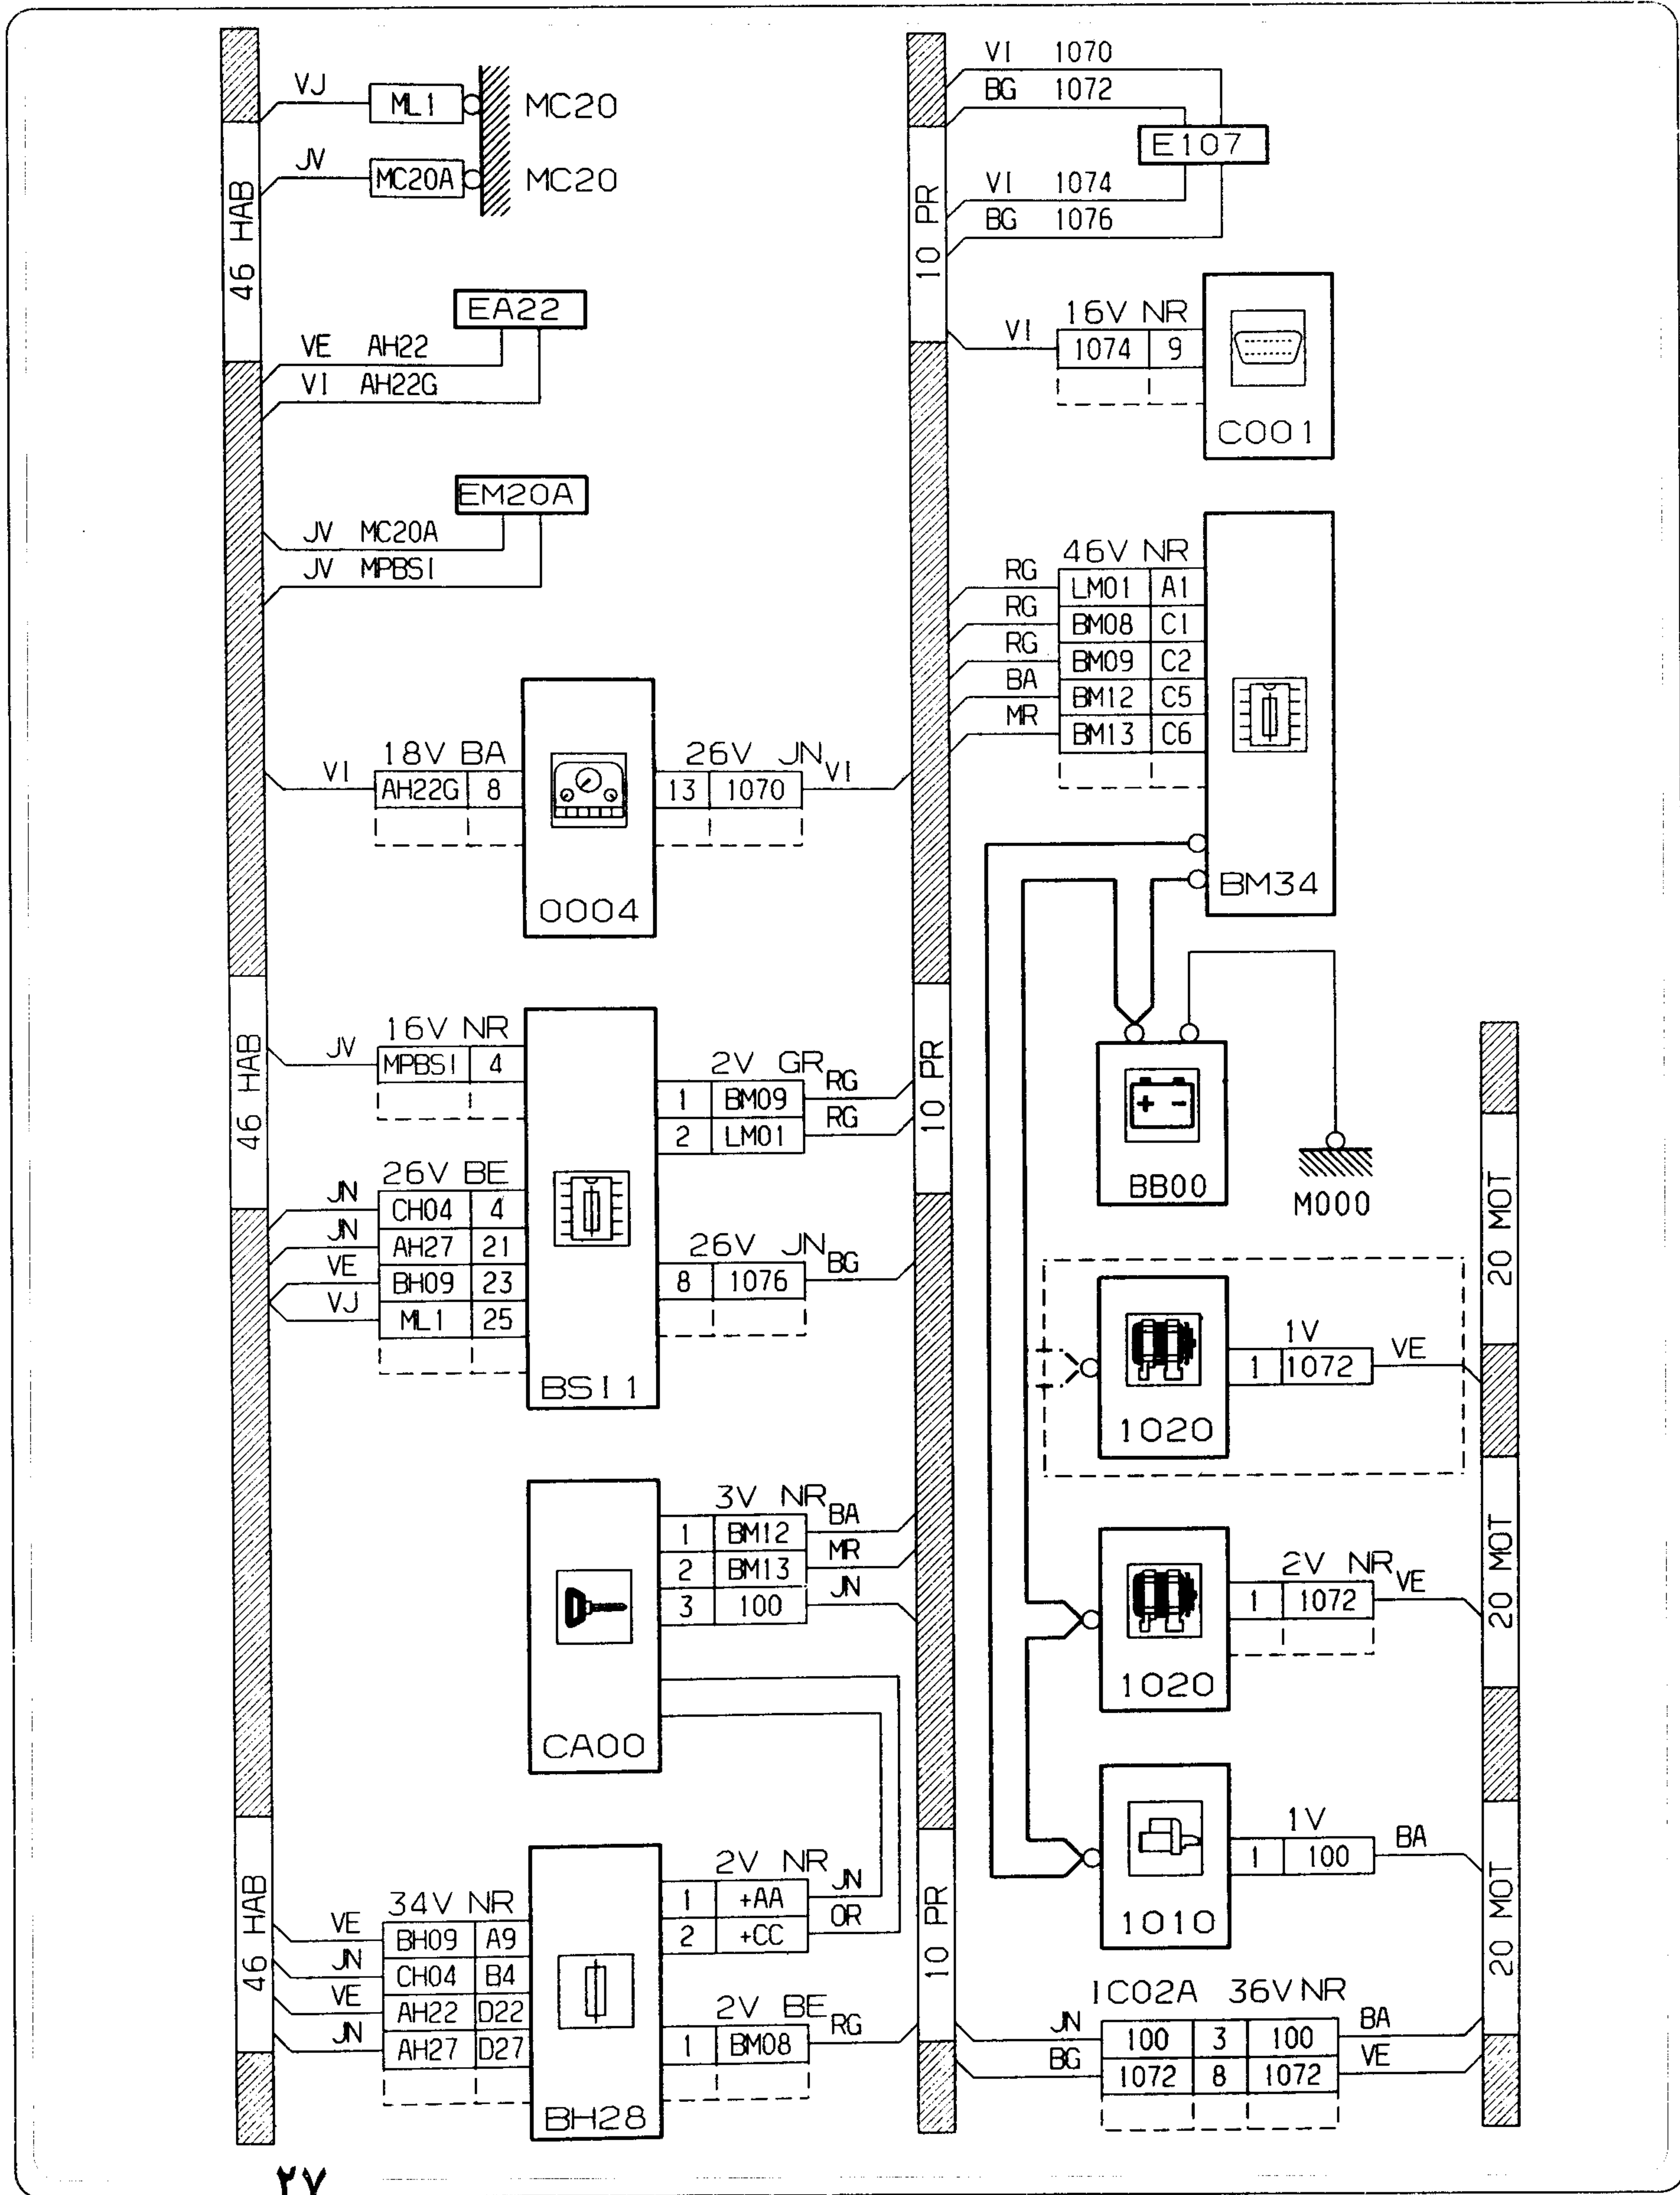 VJ
ML1
MC20
JV
MC20A
MC20
46 HAB
EA22
VE AH22
VI AH22G
EM20A
JV MC20A
JV MPBSI
18V BA
VI
AH22G 8
26V JN
13 1070
VI
0004
46 HAB
16V NR
JV
MPBSI 4
2V GR
1 BM09 RG
2 LM01 RG
26V BE
JN CH04 4
JN AH27 21
VE BH09 23
VJ ML1 25
26V JN
8 1076 BG
BSI1
3V NR
1 BM12 BA
2 BM13 MR
3 100 JN
CA00
46 HAB
2V NR
1 +AA JN
2 +CC OR
34V NR
VE BH09 A9
JN CH04 B4
VE AH22 D22
JN AH27 D27
2V BE
1 BM08 RG
BH28
VI 1070
BG 1072
E107
VI 1074
BG 1076
10 PR
16V NR
VI 1074 9
C001
46V NR
RG LM01 A1
RG BM08 C1
RG BM09 C2
BA BM12 C5
MR BM13 C6
BM34
10 PR
+ -
BB00
M000
20 MOT
1V
1 1072 VE
1020
20 MOT
2V NR
1 1072 VE
1020
1V
1 100 BA
1010
10 PR
20 MOT
IC02A 36V NR
JN 100 3 100 BA
BG 1072 8 1072 VE
۲۷